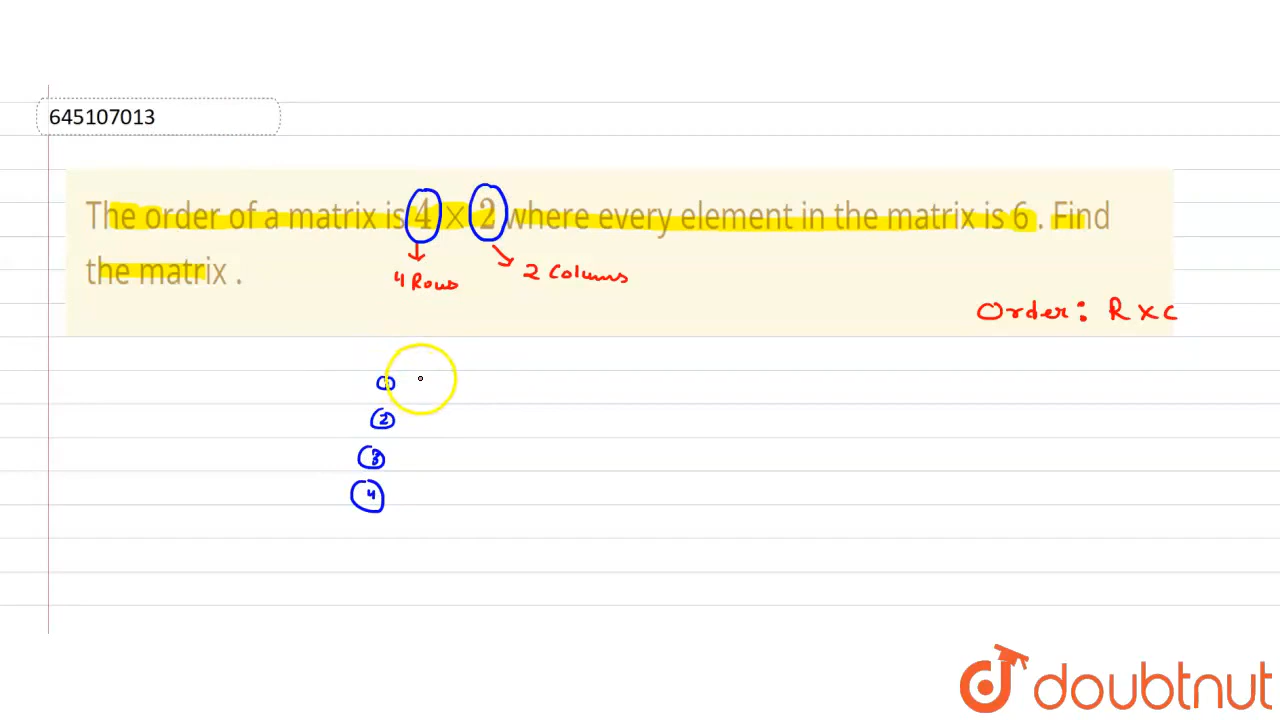 645107013
The order of a matrix is 4 × 2 where every element in the matrix is 6 . Find
the matrix .
4 Rows
2 Columns
Order: R x C
1
2
3
4
doubtnut